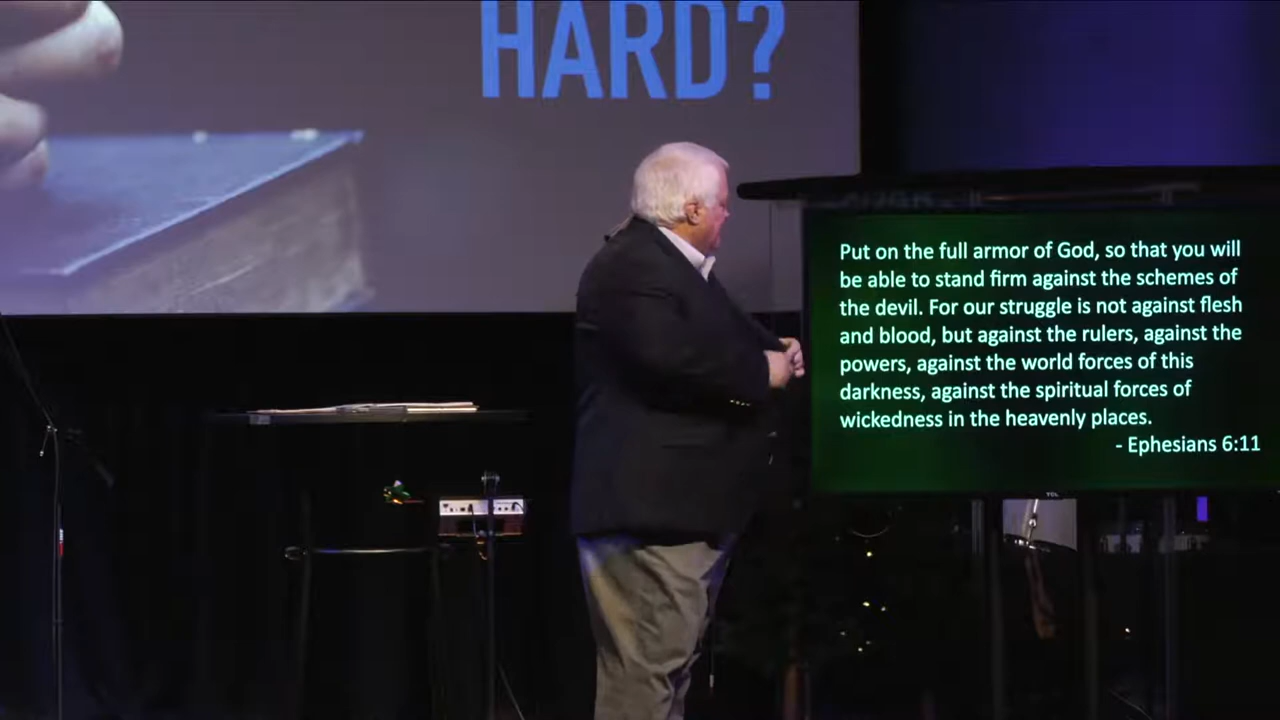 HARD?
Put on the full armor of God, so that you will
be able to stand firm against the schemes of
the devil. For our struggle is not against flesh
and blood, but against the rulers, against the
powers, against the world forces of this
darkness, against the spiritual forces of
wickedness in the heavenly places.
- Ephesians 6:11
TCL